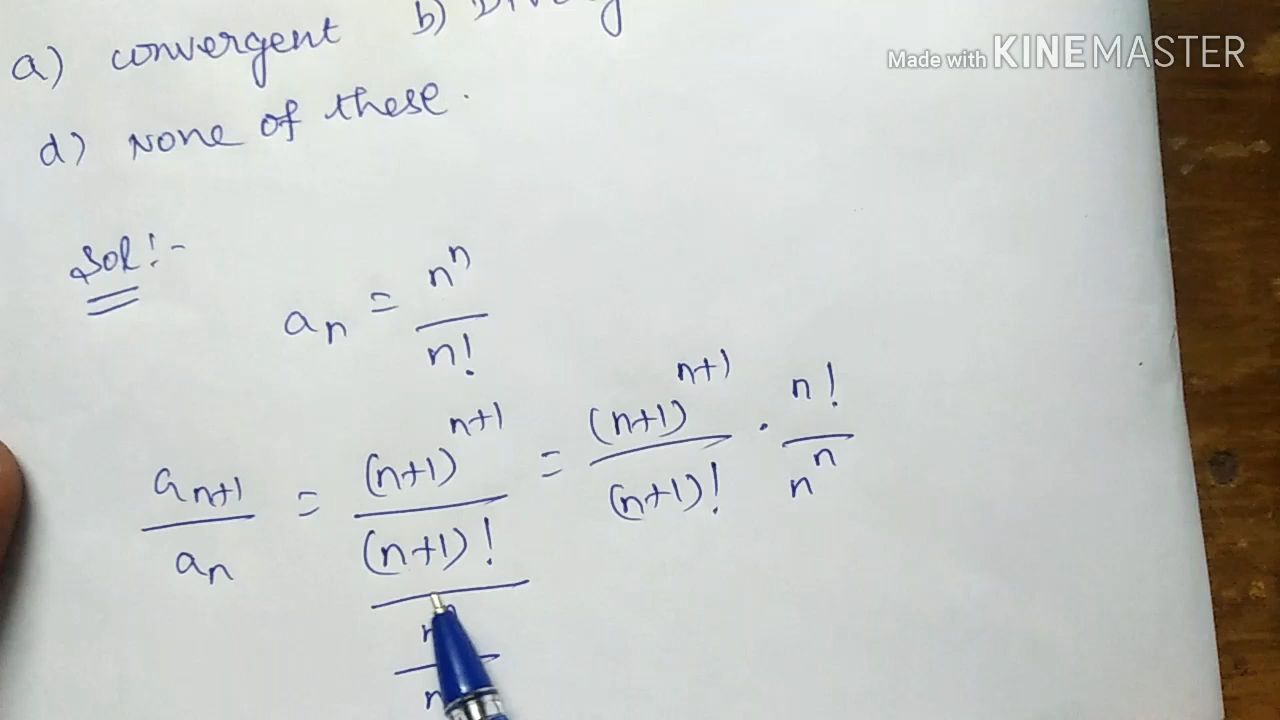 a) convergent b)
Made with KINEMASTER
d) None of these.
Sol:-
aₙ = nⁿ / n!
aₙ₊₁ / aₙ = (n+1)ⁿ⁺¹ / (n+1)! = (n+1)ⁿ⁺¹ / (n+1)! · n! / nⁿ